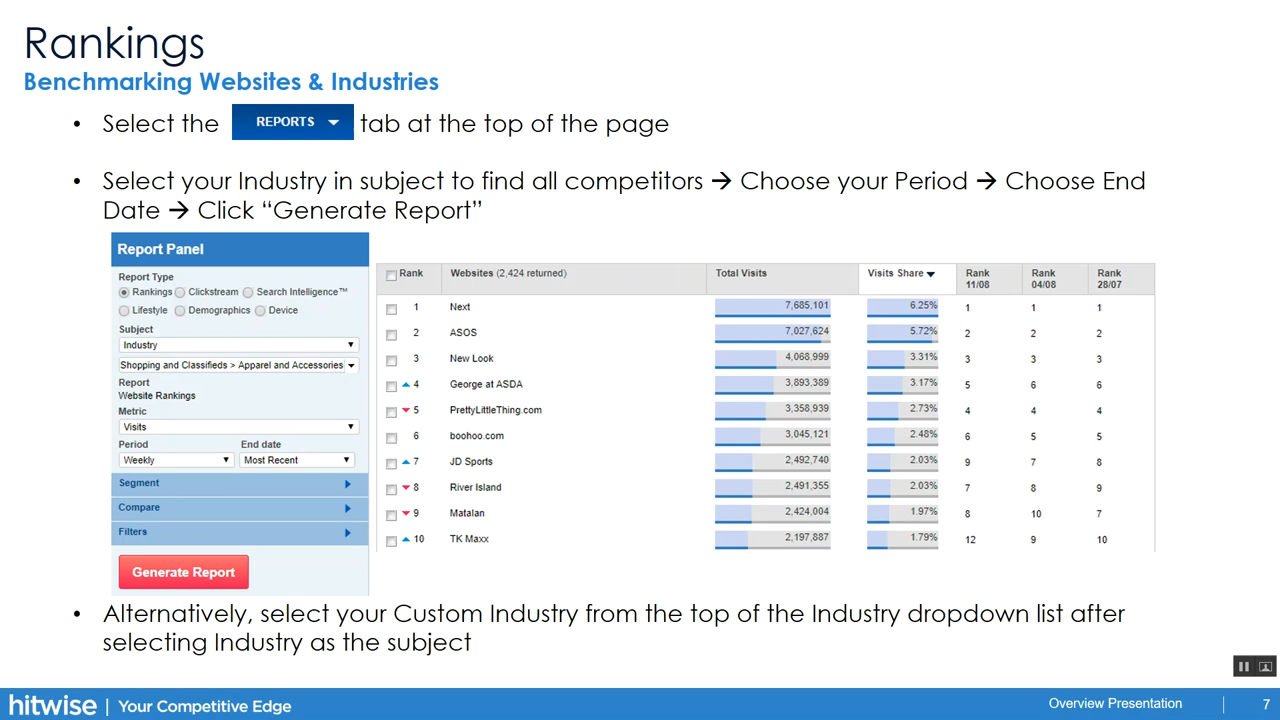 Rankings
Benchmarking Websites & Industries
• Select the REPORTS tab at the top of the page
• Select your Industry in subject to find all competitors → Choose your Period → Choose End
Date → Click “Generate Report”
Report Panel
Report Type
Rankings Clickstream Search Intelligence™
Lifestyle Demographics Device
Subject
Industry
Shopping and Classifieds > Apparel and Accessories
Report
Website Rankings
Metric
Visits
Period End date
Weekly Most Recent
Segment
Compare
Filters
Generate Report
Rank Websites (2,424 returned) Total Visits Visits Share Rank 11/08 Rank 04/08 Rank 28/07
1 Next 7,685,101 6.25% 1 1 1
2 ASOS 7,027,624 5.72% 2 2 2
3 New Look 4,068,999 3.31% 3 3 3
4 George at ASDA 3,893,389 3.17% 5 6 6
5 PrettyLittleThing.com 3,358,939 2.73% 4 4 4
6 boohoo.com 3,045,121 2.48% 6 5 5
7 JD Sports 2,492,740 2.03% 9 7 8
8 River Island 2,491,355 2.03% 7 8 9
9 Matalan 2,424,004 1.97% 8 10 7
10 TK Maxx 2,197,887 1.79% 12 9 10
• Alternatively, select your Custom Industry from the top of the Industry dropdown list after
selecting Industry as the subject
hitwise | Your Competitive Edge
Overview Presentation 7